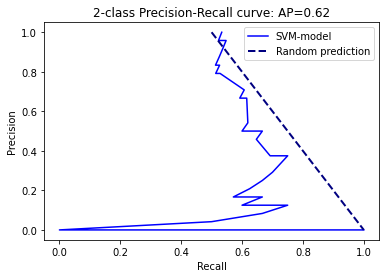 2-class Precision-Recall curve: AP=0.62
SVM-model
Random prediction
Precision
1.0
0.8
0.6
0.4
0.2
0.0
0.0 0.2 0.4 0.6 0.8 1.0
Recall